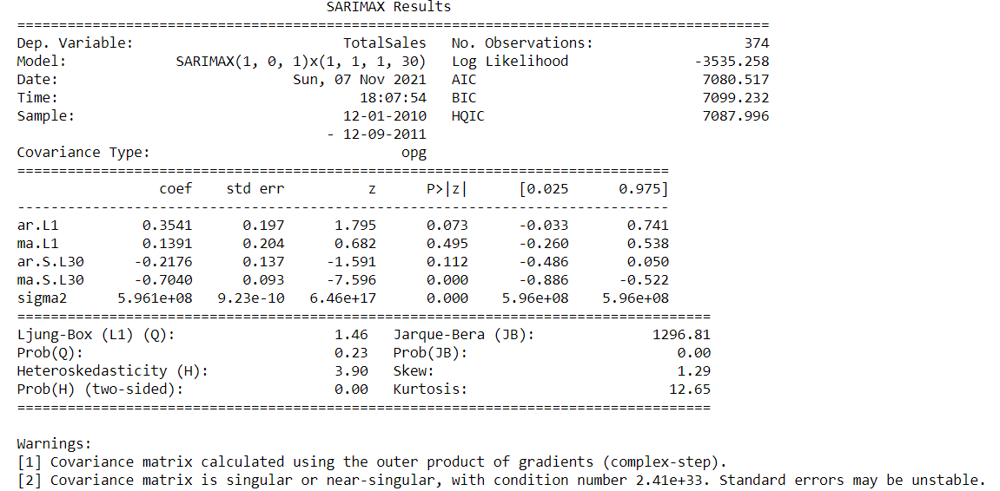 SARIMAX Results
==========================================================================================
Dep. Variable:                         TotalSales   No. Observations:                  374
Model:             SARIMAX(1, 0, 1)x(1, 1, 1, 30)   Log Likelihood               -3535.258
Date:                            Sun, 07 Nov 2021   AIC                           7080.517
Time:                                    18:07:54   BIC                           7099.232
Sample:                                12-01-2010   HQIC                          7087.996
                                     - 12-09-2011
Covariance Type:                              opg
==============================================================================
                 coef    std err          z      P>|z|      [0.025      0.975]
------------------------------------------------------------------------------
ar.L1          0.3541      0.197      1.795      0.073      -0.033       0.741
ma.L1          0.1391      0.204      0.682      0.495      -0.260       0.538
ar.S.L30      -0.2176      0.137     -1.591      0.112      -0.486       0.050
ma.S.L30      -0.7040      0.093     -7.596      0.000      -0.886      -0.522
sigma2      5.961e+08   9.23e-10   6.46e+17      0.000    5.96e+08    5.96e+08
===================================================================================
Ljung-Box (L1) (Q):                   1.46   Jarque-Bera (JB):              1296.81
Prob(Q):                              0.23   Prob(JB):                         0.00
Heteroskedasticity (H):               3.90   Skew:                             1.29
Prob(H) (two-sided):                  0.00   Kurtosis:                        12.65
===================================================================================
Warnings:
[1] Covariance matrix calculated using the outer product of gradients (complex-step).
[2] Covariance matrix is singular or near-singular, with condition number 2.41e+33. Standard errors may be unstable.